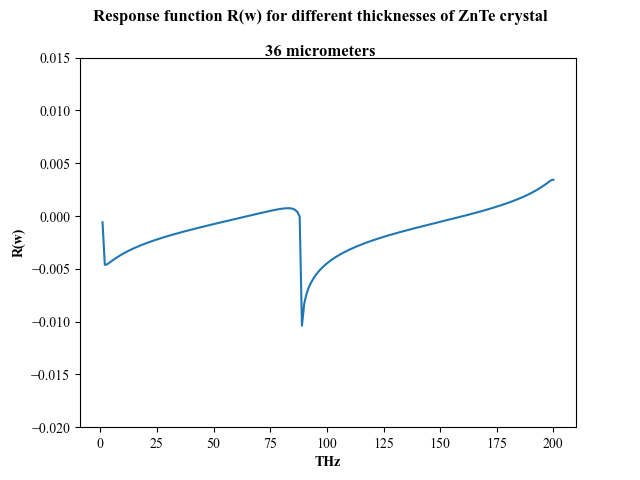 Response function R(w) for different thicknesses of ZnTe crystal
36 micrometers
0.015
0.010
0.005
0.000
−0.005
−0.010
−0.015
−0.020
R(w)
0 25 50 75 100 125 150 175 200
THz